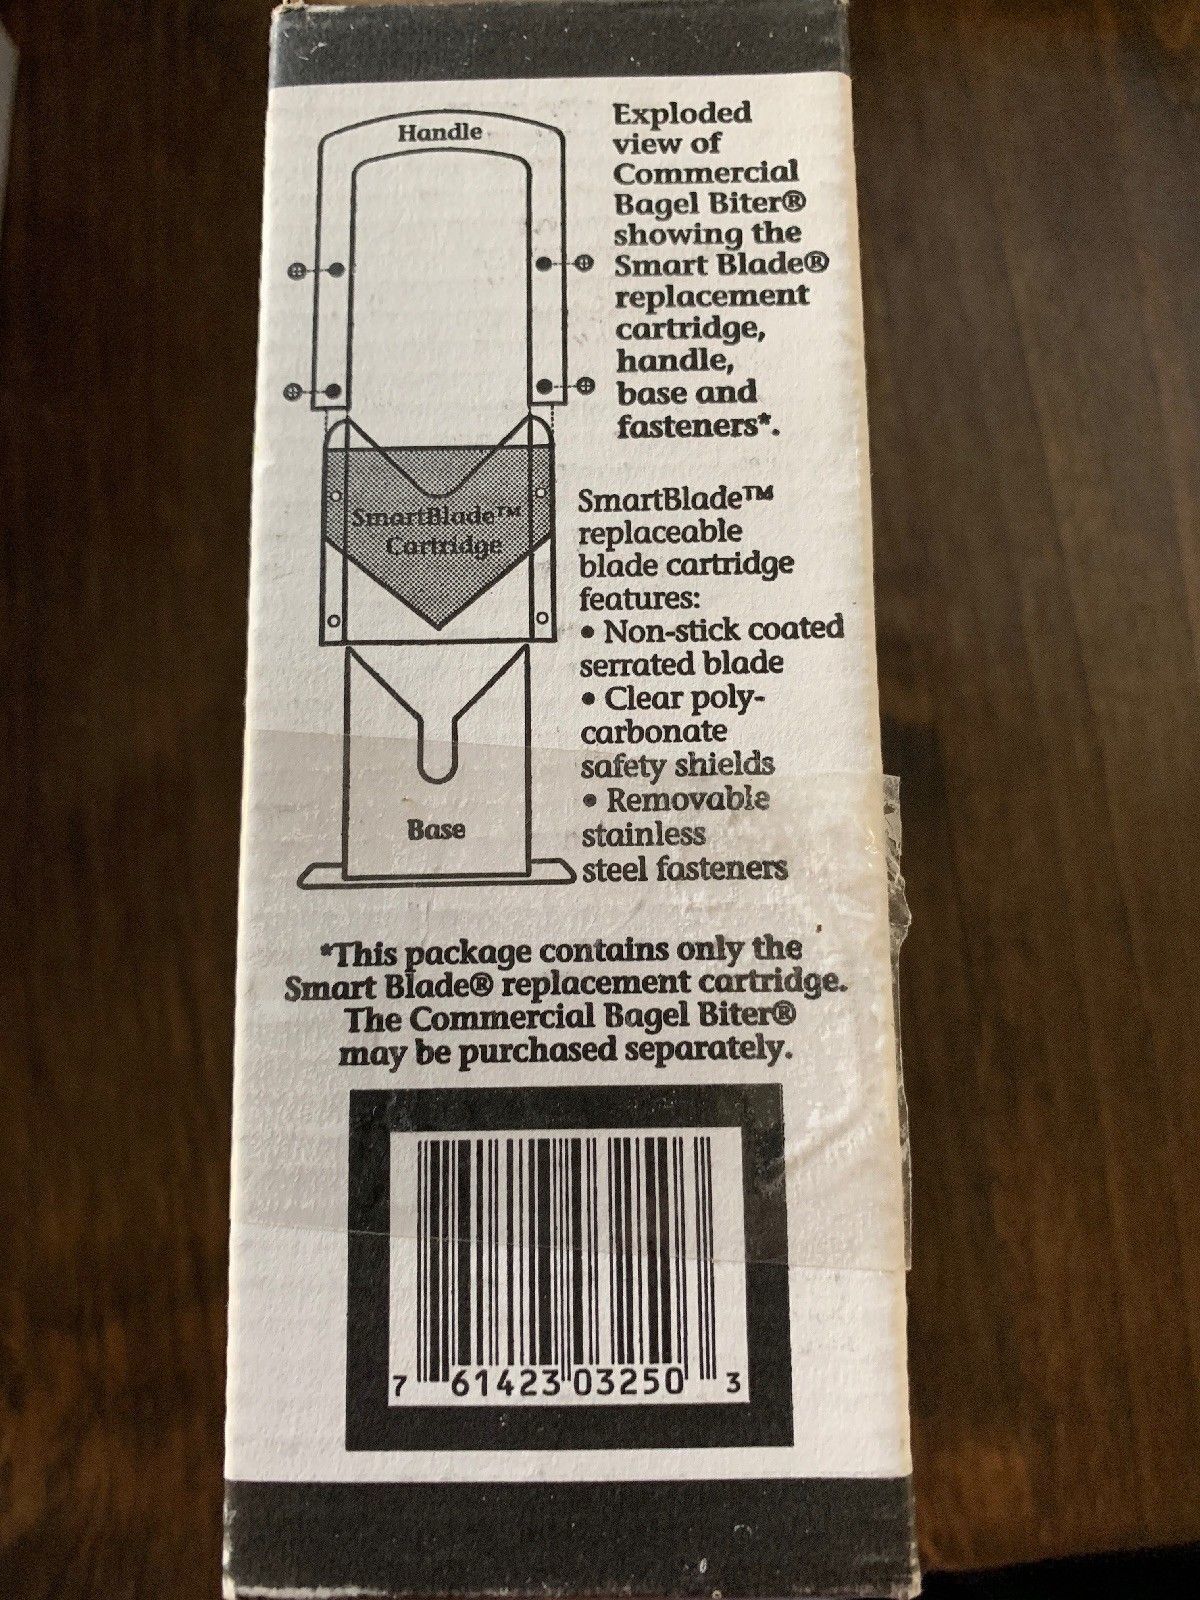 Handle
Exploded
view of
Commercial
Bagel Biter®
showing the
Smart Blade®
replacement
cartridge,
handle,
base and
fasteners*.
SmartBlade™
Cartridge
SmartBlade™
replaceable
blade cartridge
features:
• Non-stick coated
serrated blade
• Clear poly-
carbonate
safety shields
• Removable
stainless
steel fasteners
Base
*This package contains only the
Smart Blade® replacement cartridge.
The Commercial Bagel Biter®
may be purchased separately.
7 61423 03250 3